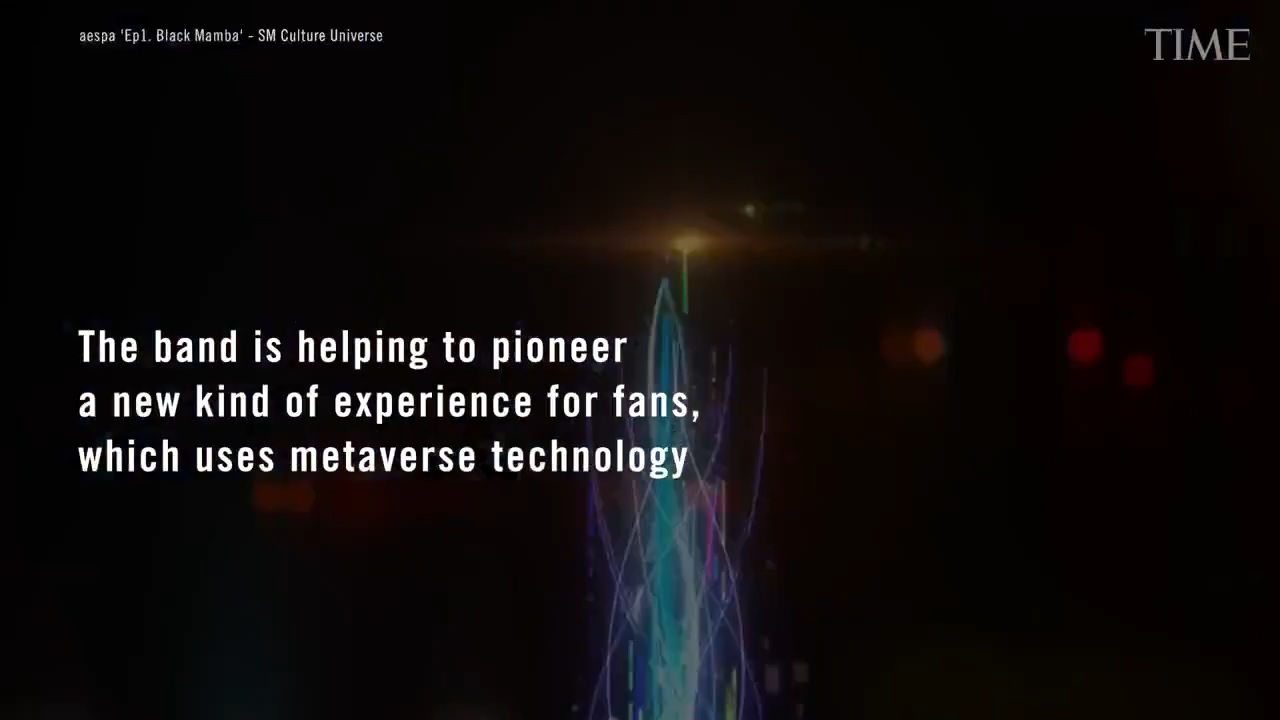 aespa 'Ep1. Black Mamba' - SM Culture Universe
TIME
The band is helping to pioneer
a new kind of experience for fans,
which uses metaverse technology